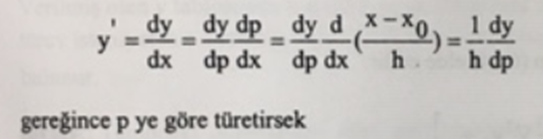 y' = dy/dx = dy/dp dp/dx = dy/dp d/dx (x - x₀/h) = 1/h dy/dp
gereğince p ye göre türetirsek